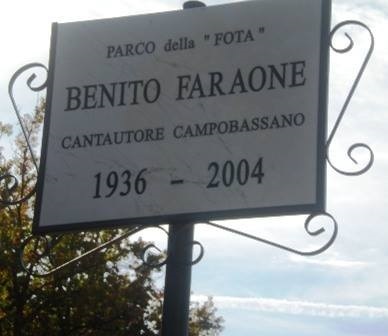 PARCO della "FOTA"
BENITO FARAONE
CANTAUTORE CAMPOBASSANO
1936 - 2004